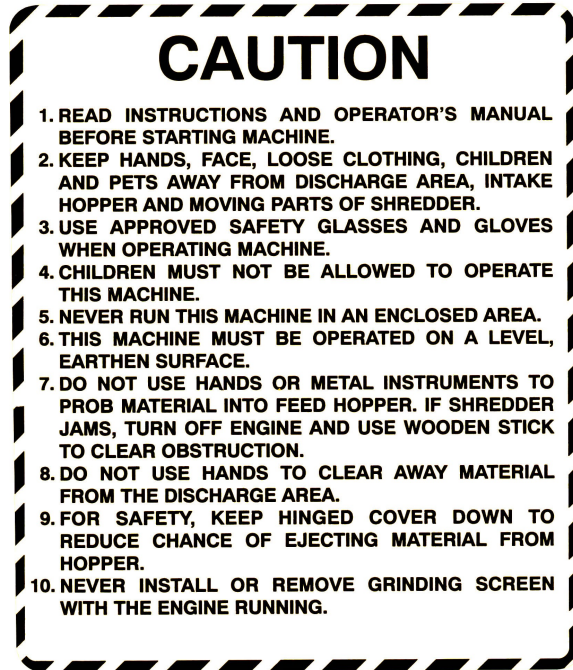 CAUTION
1. READ INSTRUCTIONS AND OPERATOR'S MANUAL
BEFORE STARTING MACHINE.
2. KEEP HANDS, FACE, LOOSE CLOTHING, CHILDREN
AND PETS AWAY FROM DISCHARGE AREA, INTAKE
HOPPER AND MOVING PARTS OF SHREDDER.
3. USE APPROVED SAFETY GLASSES AND GLOVES
WHEN OPERATING MACHINE.
4. CHILDREN MUST NOT BE ALLOWED TO OPERATE
THIS MACHINE.
5. NEVER RUN THIS MACHINE IN AN ENCLOSED AREA.
6. THIS MACHINE MUST BE OPERATED ON A LEVEL,
EARTHEN SURFACE.
7. DO NOT USE HANDS OR METAL INSTRUMENTS TO
PROB MATERIAL INTO FEED HOPPER. IF SHREDDER
JAMS, TURN OFF ENGINE AND USE WOODEN STICK
TO CLEAR OBSTRUCTION.
8. DO NOT USE HANDS TO CLEAR AWAY MATERIAL
FROM THE DISCHARGE AREA.
9. FOR SAFETY, KEEP HINGED COVER DOWN TO
REDUCE CHANCE OF EJECTING MATERIAL FROM
HOPPER.
10. NEVER INSTALL OR REMOVE GRINDING SCREEN
WITH THE ENGINE RUNNING.